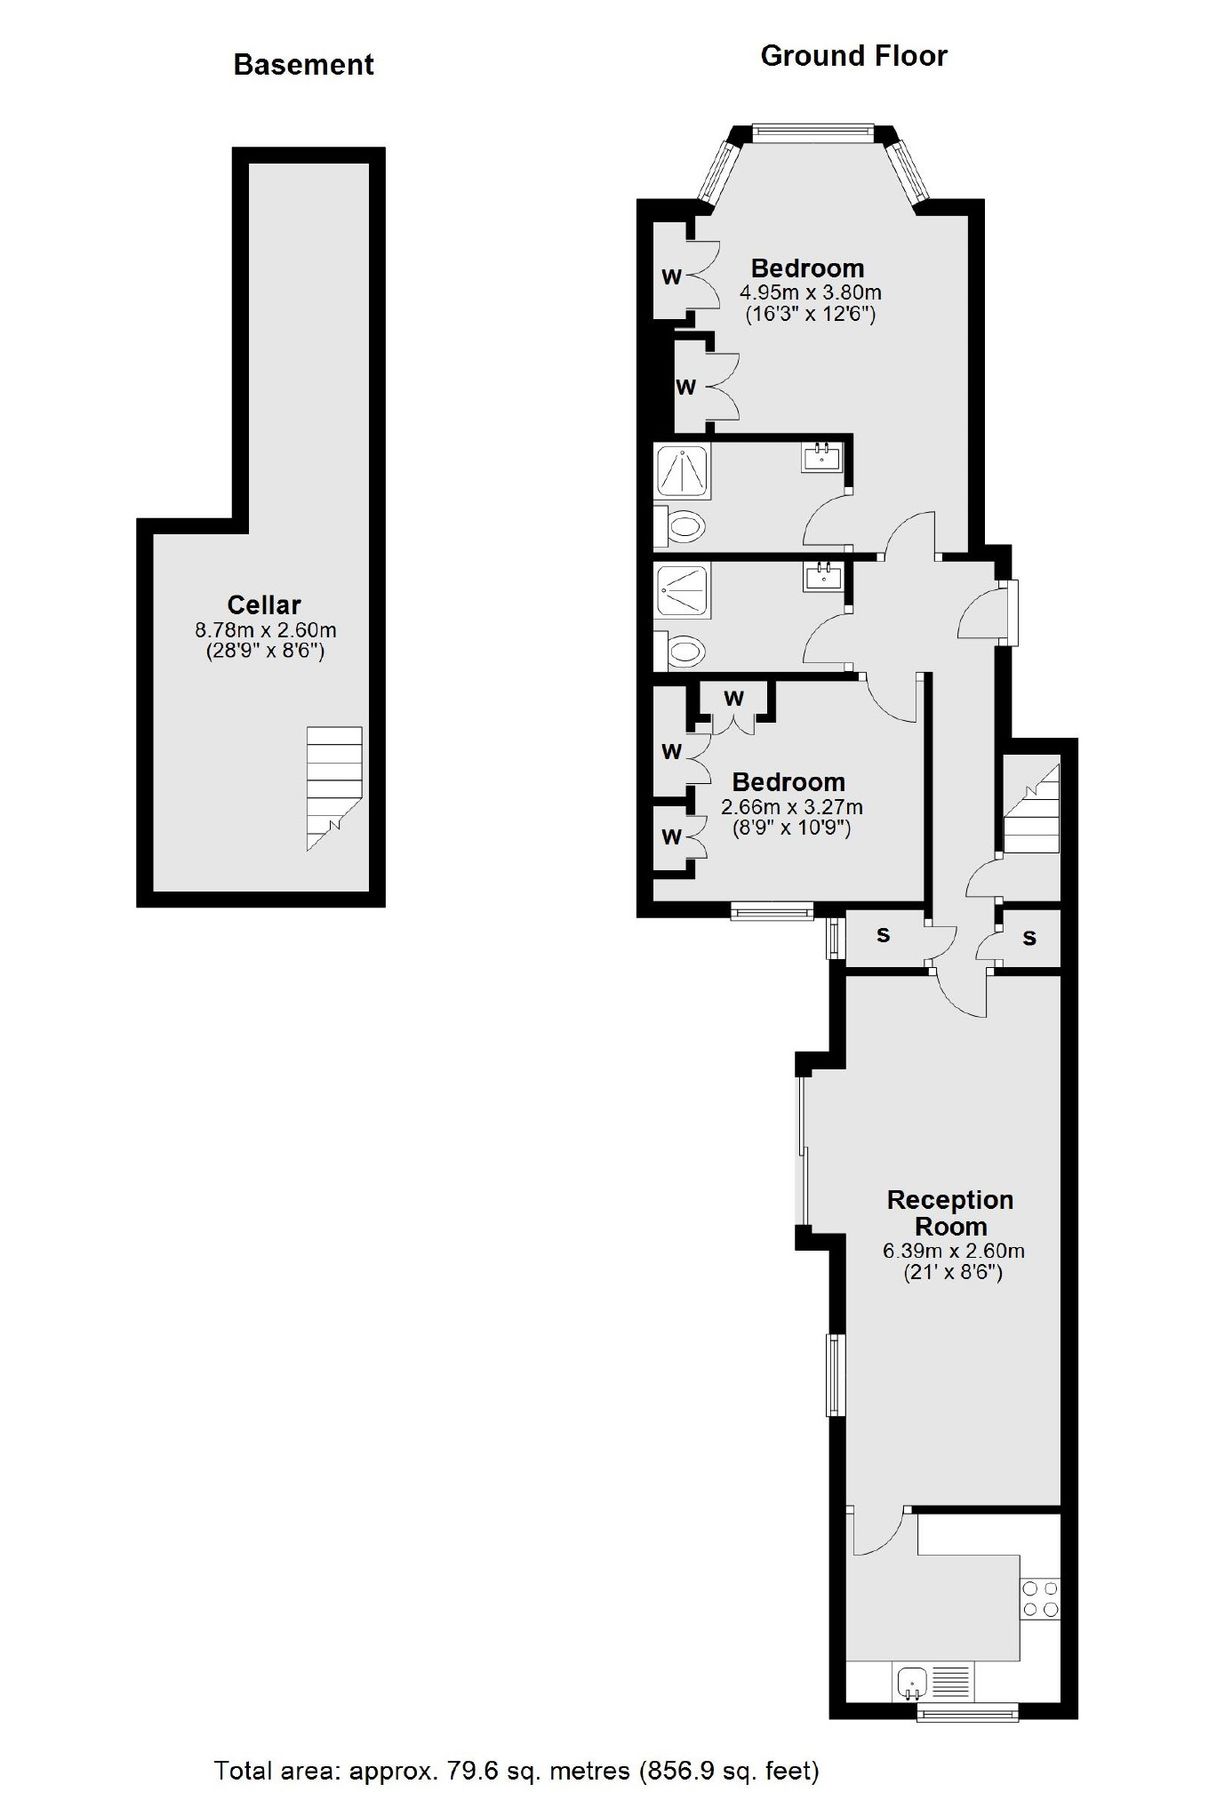 Basement
Ground Floor
W
Bedroom
4.95m x 3.80m
(16'3" x 12'6")
W
Cellar
8.78m x 2.60m
(28'9" x 8'6")
W
W
Bedroom
2.66m x 3.27m
(8'9" x 10'9")
W
S
S
Reception
Room
6.39m x 2.60m
(21' x 8'6")
Total area: approx. 79.6 sq. metres (856.9 sq. feet)